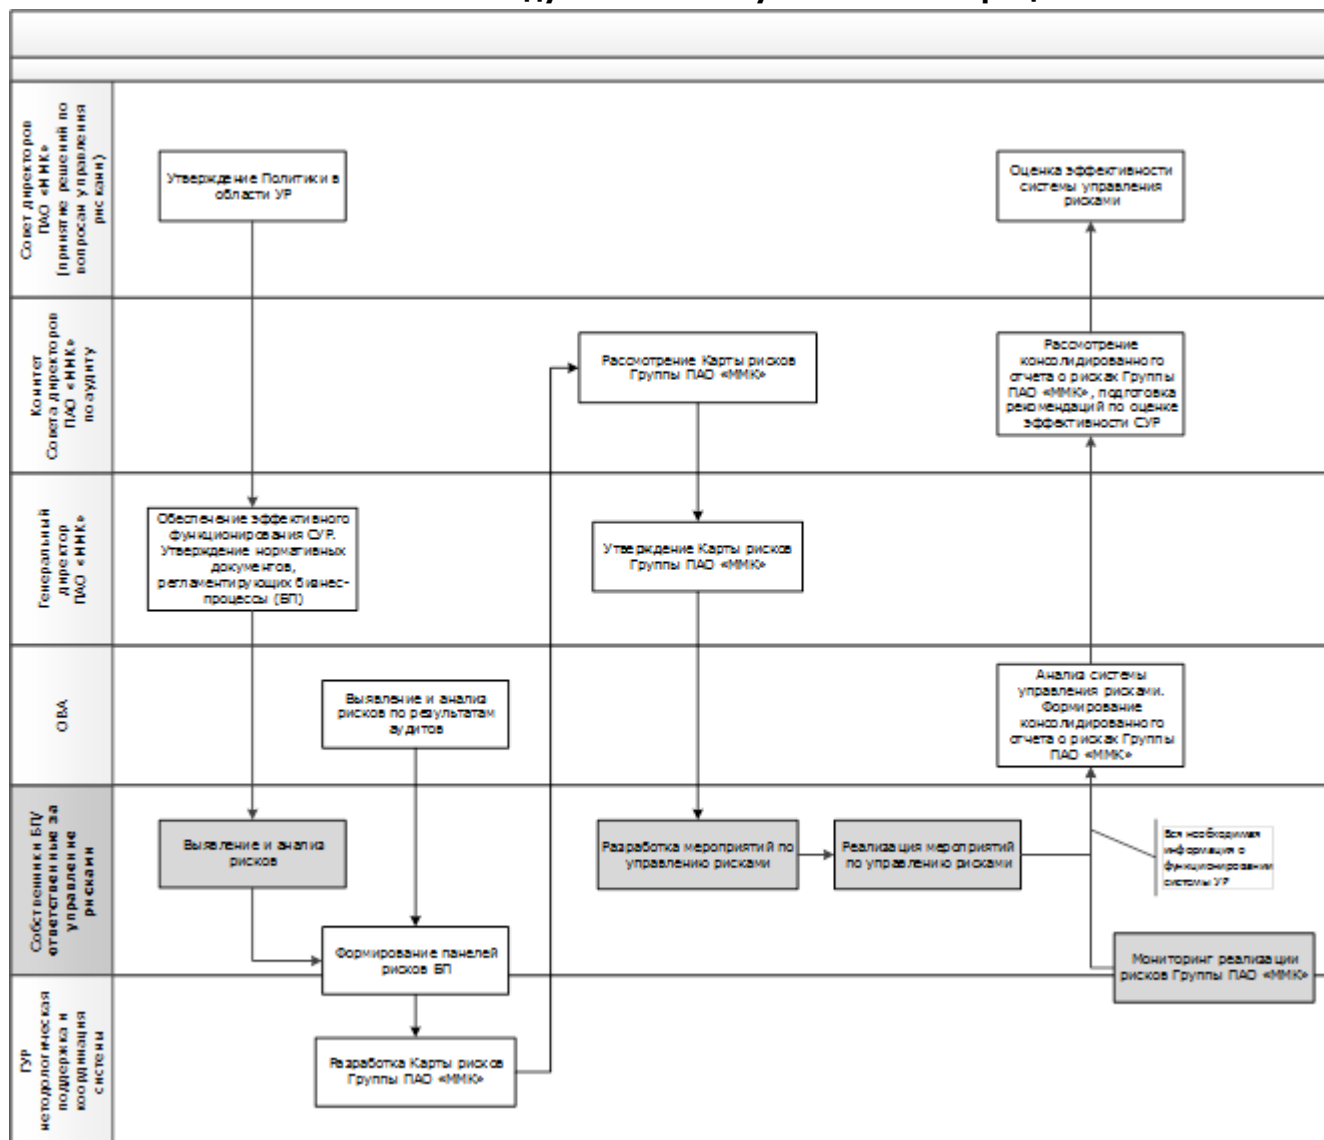 Совет директоров
ПАО «ММК»
(принятие решений по
вопросам управления
рисками)
Утверждение Политики в
области УР
Оценка эффективности
системы управления
рисками
Комитет
Совета директоров
ПАО «ММК»
по аудиту
Рассмотрение Карты рисков
Группы ПАО «ММК»
Рассмотрение
консолидированного
отчета о рисках Группы
ПАО «ММК», подготовка
рекомендаций по оценке
эффективности СУР
Генеральный
директор
ПАО «ММК»
Обеспечение эффективного
функционирования СУР.
Утверждение нормативных
документов,
регламентирующих бизнес-
процессы (БП)
Утверждение Карты рисков
Группы ПАО «ММК»
ОВА
Выявление и анализ
рисков по результатам
аудитов
Анализ системы
управления рисками.
Формирование
консолидированного
отчета о рисках Группы
ПАО «ММК»
Собственники БП/
ответственные за
управление
рисками
Выявление и анализ
рисков
Разработка мероприятий по
управлению рисками
Реализация мероприятий
по управлению рисками
Вся необходимая
информация о
функционировании
системы УР
Формирование панелей
рисков БП
Мониторинг реализации
рисков Группы ПАО «ММК»
ГУР
методологическая
поддержка и
координация
системы
Разработка Карты рисков
Группы ПАО «ММК»